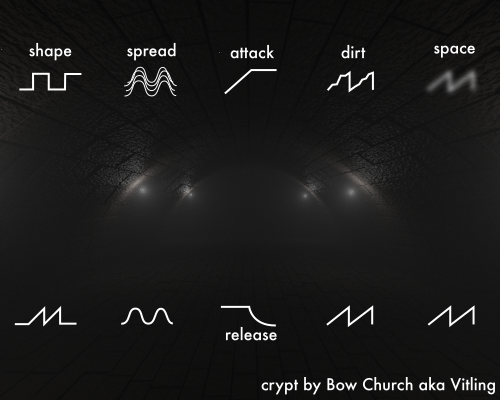 shape
spread
attack
dirt
space
release
crypt by Bow Church aka Vitling